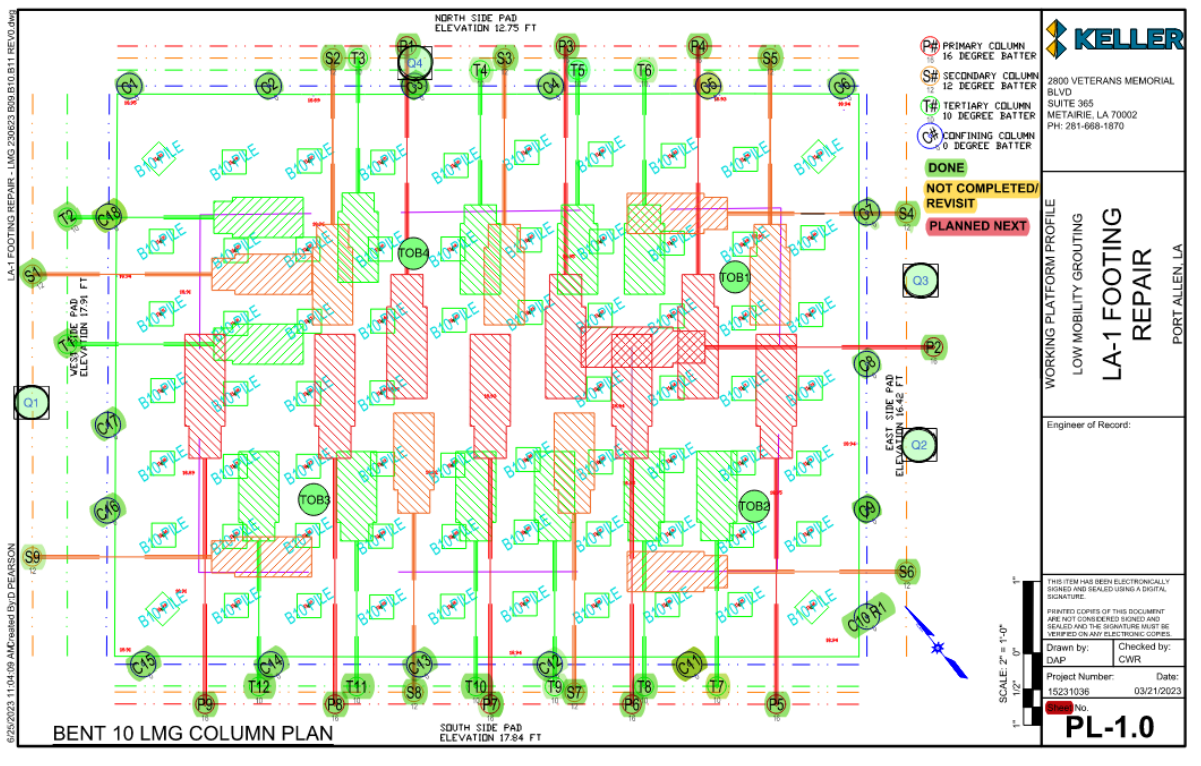 NORTH SIDE PAD
ELEVATION 12.75 FT
S2 T3 P1 T4 S3 P3 T5 T6 P4 S5
Q4
C1 C2 C3 C4 C5 C6
T2 C18
C7 S4
S1
TOB4
TOB1
Q3
WEST SIDE PAD
ELEVATION 17.91 FT
T1
P2
C8
Q1
C17
EAST SIDE PAD
ELEVATION 16.42 FT
Q2
C16
TOB3
TOB2
C9
S9
S6
C10 R1
C15 C14 C13 C12 C11
T12 T11 S8 T10 T9 S7 T8 T7
P9 P8 P7 P6 P5
B10 PILE
SOUTH SIDE PAD
ELEVATION 17.84 FT
BENT 10 LMG COLUMN PLAN
LA-1 FOOTING REPAIR - LMG 230623 B09 B10 B11 REV0.dwg
6/25/2023 11:04:09 AM Created By: D PEARSON
P# PRIMARY COLUMN
16 DEGREE BATTER
S# SECONDARY COLUMN
12 DEGREE BATTER
T# TERTIARY COLUMN
10 DEGREE BATTER
C# CONFINING COLUMN
0 DEGREE BATTER
DONE
NOT COMPLETED/
REVISIT
PLANNED NEXT
KELLER
2800 VETERANS MEMORIAL
BLVD
SUITE 365
METAIRIE, LA 70002
PH: 281-668-1870
WORKING PLATFORM PROFILE
LOW MOBILITY GROUTING
LA-1 FOOTING
REPAIR
PORT ALLEN, LA
Engineer of Record:
THIS ITEM HAS BEEN ELECTRONICALLY
SIGNED AND SEALED USING A DIGITAL
SIGNATURE.
PRINTED COPIES OF THIS DOCUMENT
ARE NOT CONSIDERED SIGNED AND
SEALED AND THE SIGNATURE MUST BE
VERIFIED ON ANY ELECTRONIC COPIES.
Drawn by: Checked by:
DAP CWR
Project Number: Date:
15231036 03/21/2023
Sheet No.
PL-1.0
SCALE: 2" = 1'-0"
1" 1/2" 0" 1"